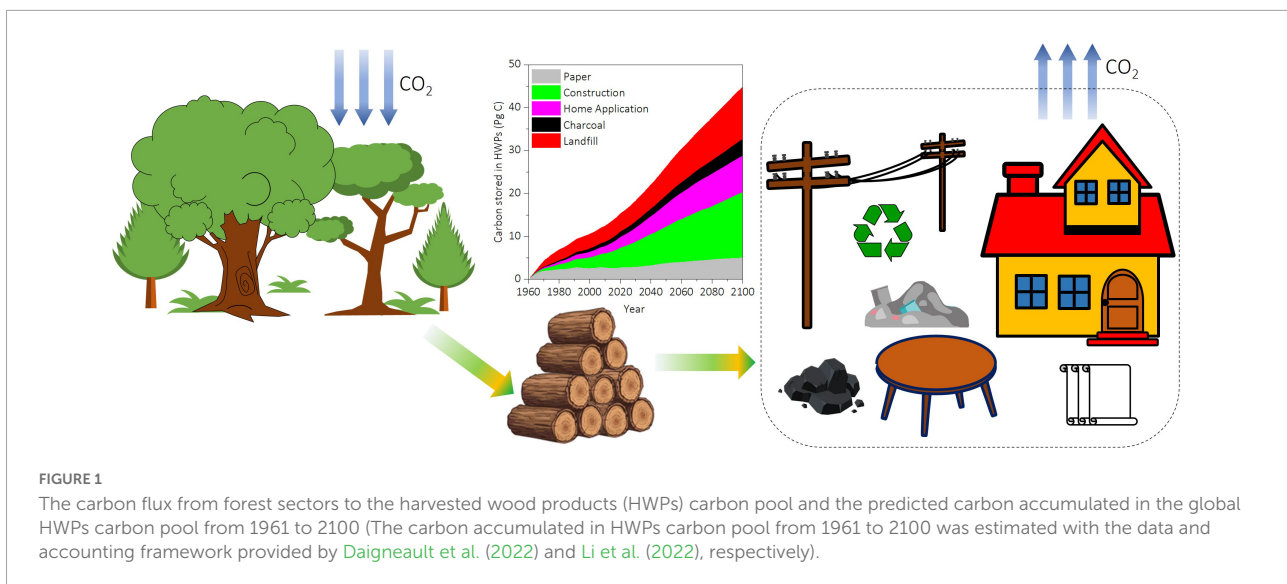 CO2
CO2
50
40
30
20
10
0
Carbon stored in HWPs (Pg C)
Paper
Construction
Home Application
Charcoal
Landfill
1960 1980 2000 2020 2040 2060 2080 2100
Year
FIGURE 1
The carbon flux from forest sectors to the harvested wood products (HWPs) carbon pool and the predicted carbon accumulated in the global
HWPs carbon pool from 1961 to 2100 (The carbon accumulated in HWPs carbon pool from 1961 to 2100 was estimated with the data and
accounting framework provided by Daigneault et al. (2022) and Li et al. (2022), respectively).